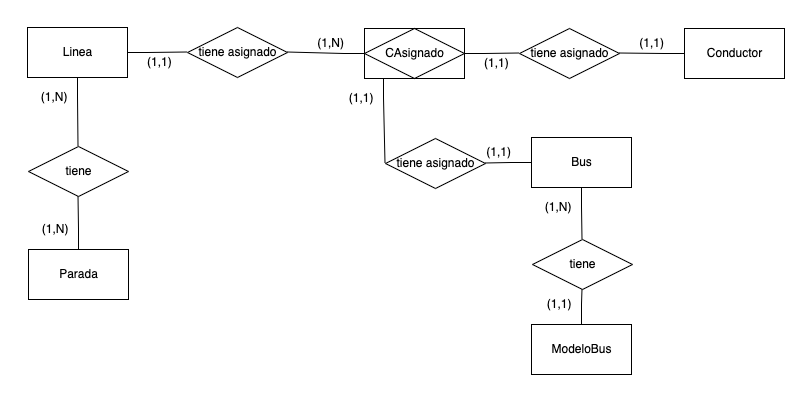 Linea
(1,1)
tiene asignado
(1,N)
CAsignado
(1,1)
tiene asignado
(1,1)
Conductor
(1,N)
(1,1)
tiene
tiene asignado
(1,1)
Bus
(1,N)
(1,N)
Parada
tiene
(1,1)
ModeloBus